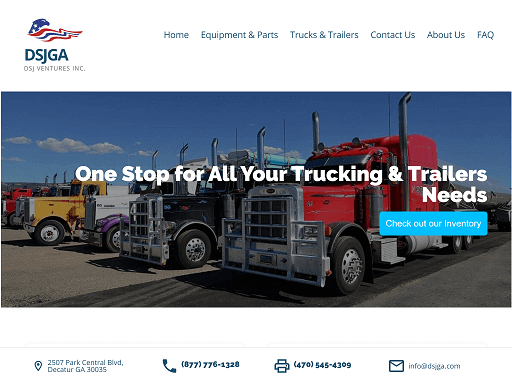 Home Equipment & Parts Trucks & Trailers Contact Us About Us FAQ
DSJGA
DSJ VENTURES INC.
One Stop for All Your Trucking & Trailers
Needs
Check out our Inventory
2507 Park Central Blvd,
Decatur GA 30035
(877) 776-1328
(470) 545-4309
info@dsjga.com